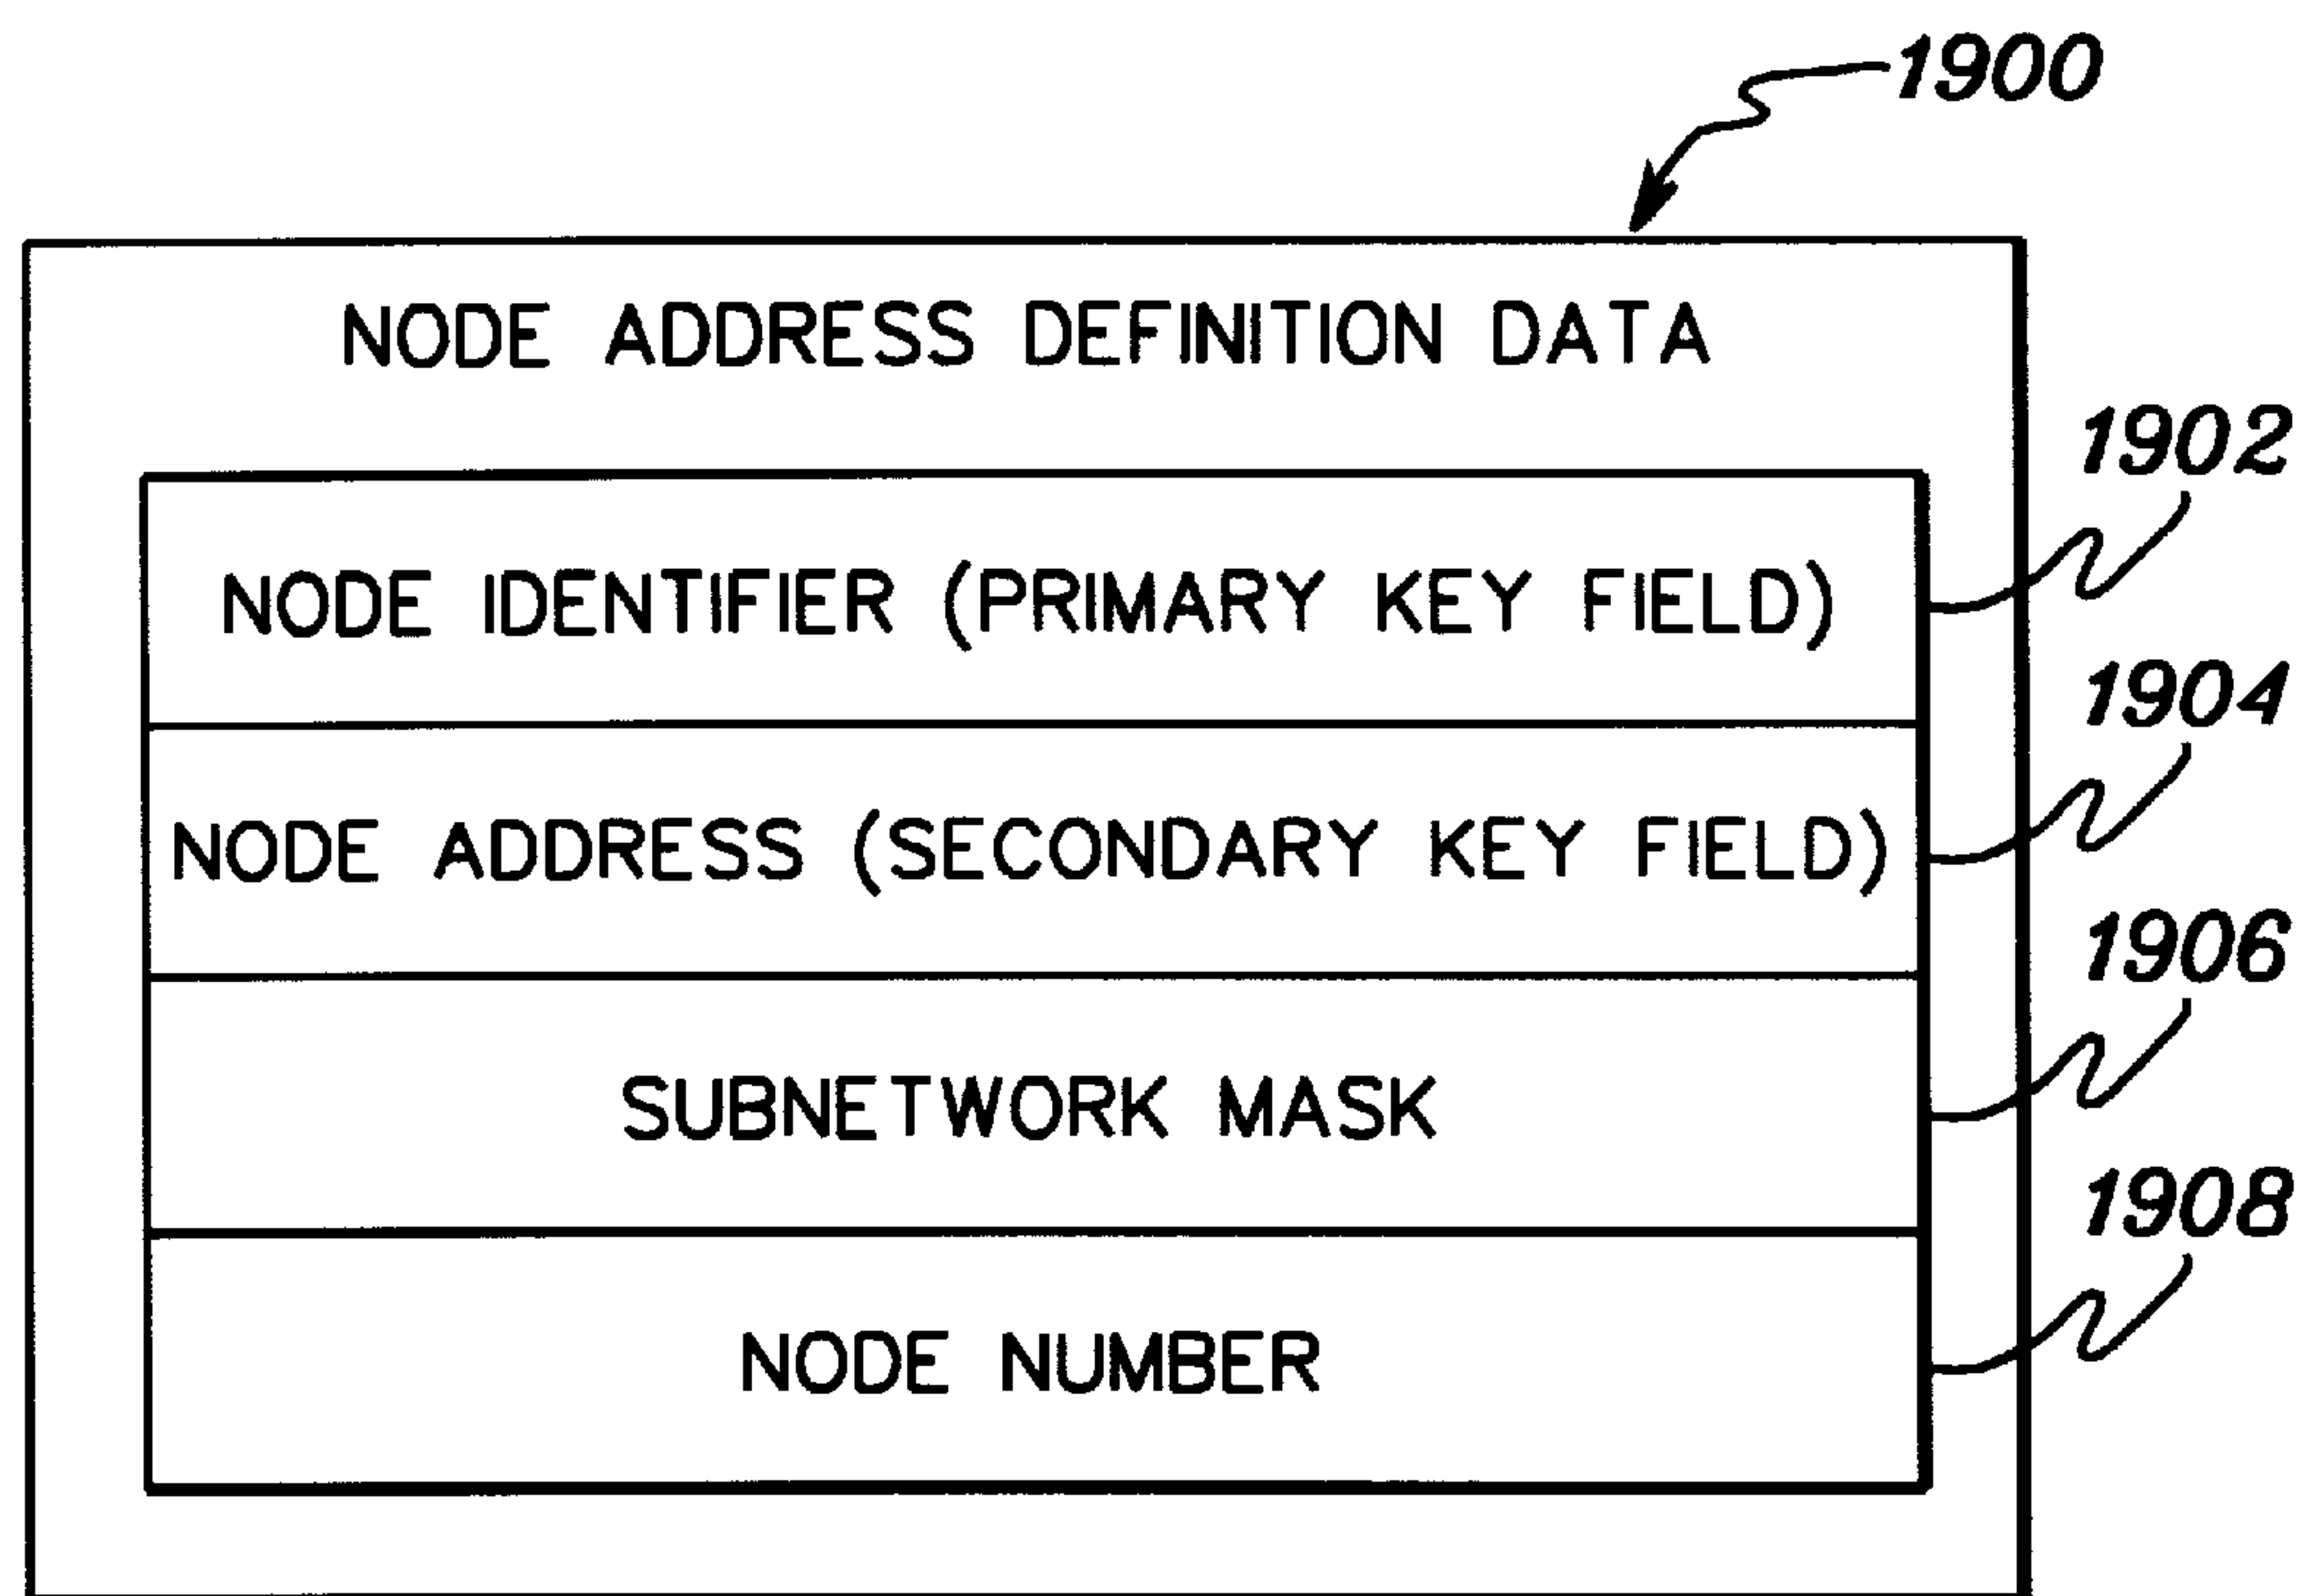 1900
NODE ADDRESS DEFINITION DATA
1902
NODE IDENTIFIER (PRIMARY KEY FIELD)
1904
NODE ADDRESS (SECONDARY KEY FIELD)
1906
SUBNETWORK MASK
1908
NODE NUMBER